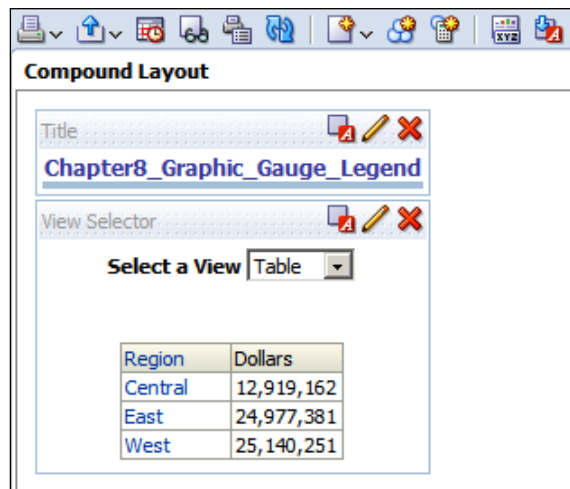 XYZ
A
Compound Layout
Title
A
Chapter8_Graphic_Gauge_Legend
View Selector
A
Select a View Table
Region Dollars
Central 12,919,162
East 24,977,381
West 25,140,251